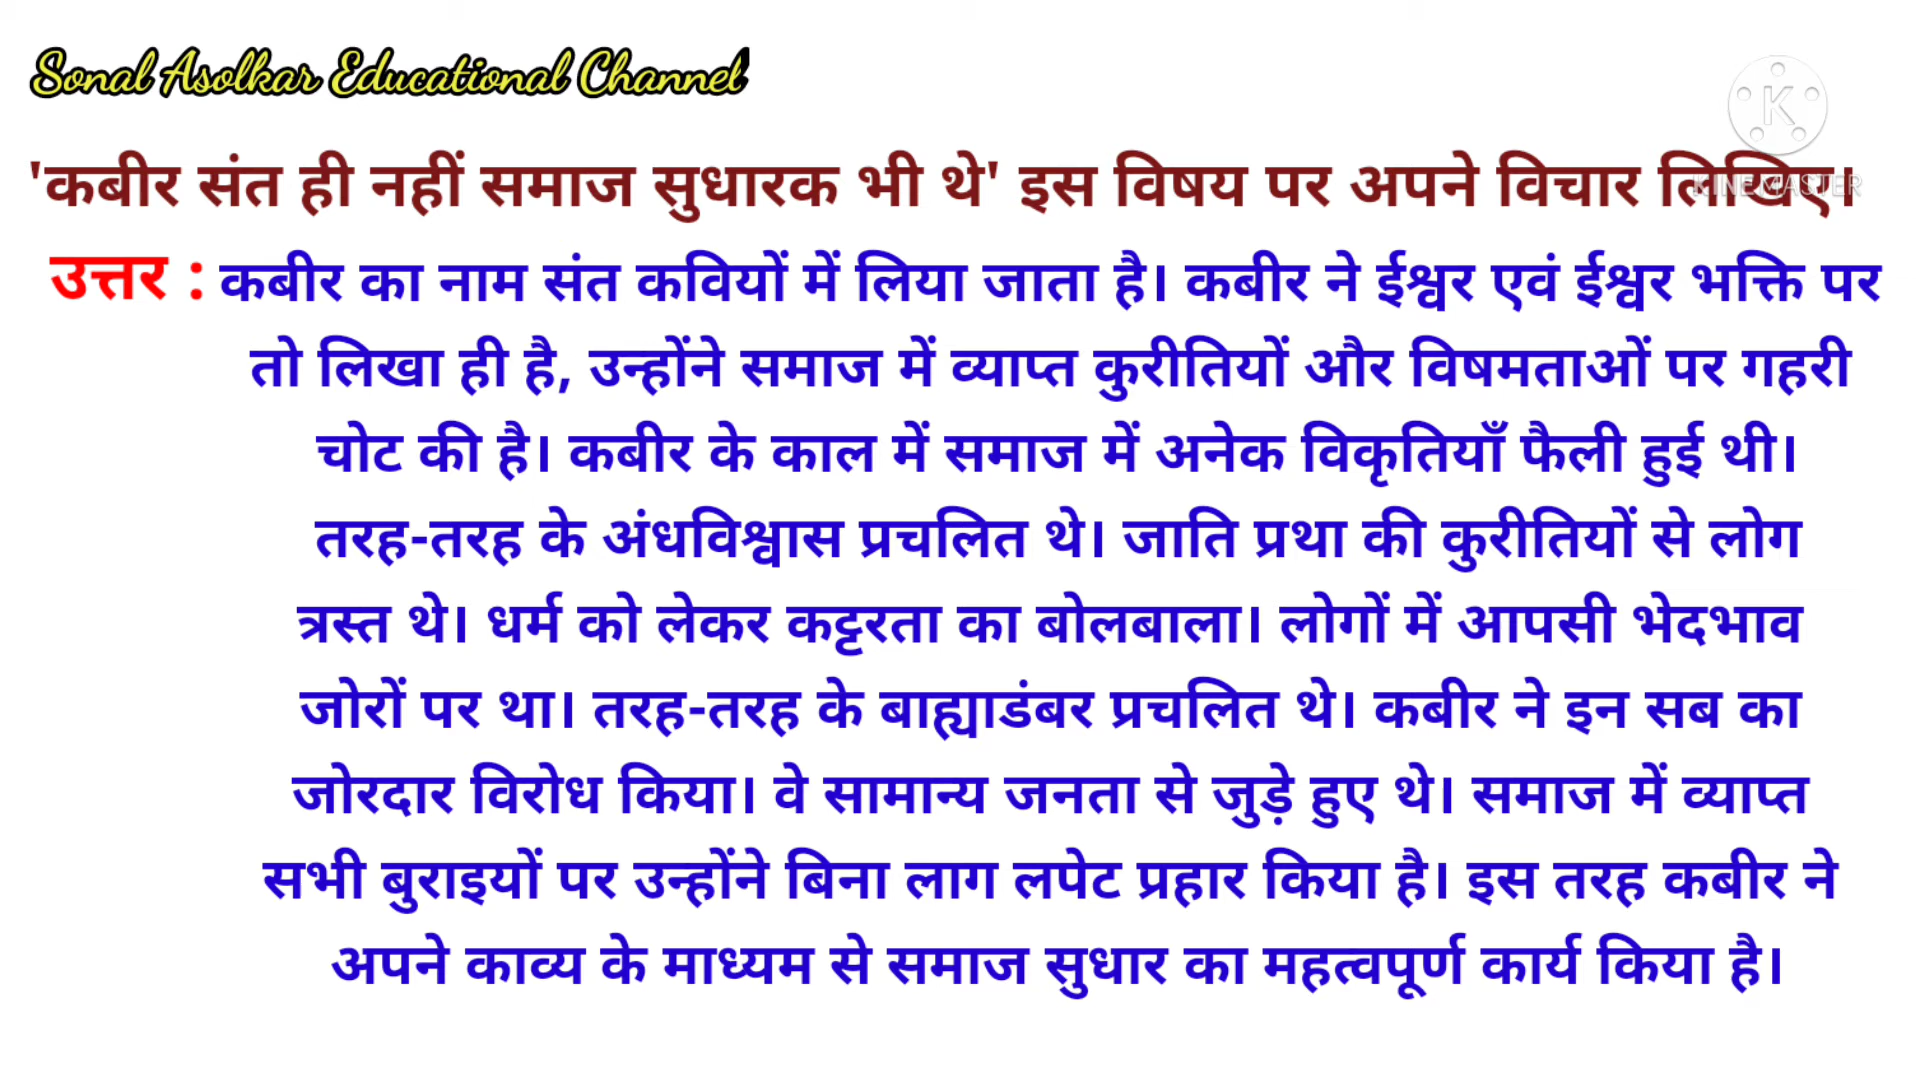 Sonal Asolkar Educational Channel
K
'कबीर संत ही नहीं समाज सुधारक भी थे' इस विषय पर अपने विचार लिखिए।
KINEMASTER
उत्तर : कबीर का नाम संत कवियों में लिया जाता है। कबीर ने ईश्वर एवं ईश्वर भक्ति पर
तो लिखा ही है, उन्होंने समाज में व्याप्त कुरीतियों और विषमताओं पर गहरी
चोट की है। कबीर के काल में समाज में अनेक विकृतियाँ फैली हुई थी।
तरह-तरह के अंधविश्वास प्रचलित थे। जाति प्रथा की कुरीतियों से लोग
त्रस्त थे। धर्म को लेकर कट्टरता का बोलबाला। लोगों में आपसी भेदभाव
जोरों पर था। तरह-तरह के बाह्याडंबर प्रचलित थे। कबीर ने इन सब का
जोरदार विरोध किया। वे सामान्य जनता से जुड़े हुए थे। समाज में व्याप्त
सभी बुराइयों पर उन्होंने बिना लाग लपेट प्रहार किया है। इस तरह कबीर ने
अपने काव्य के माध्यम से समाज सुधार का महत्वपूर्ण कार्य किया है।